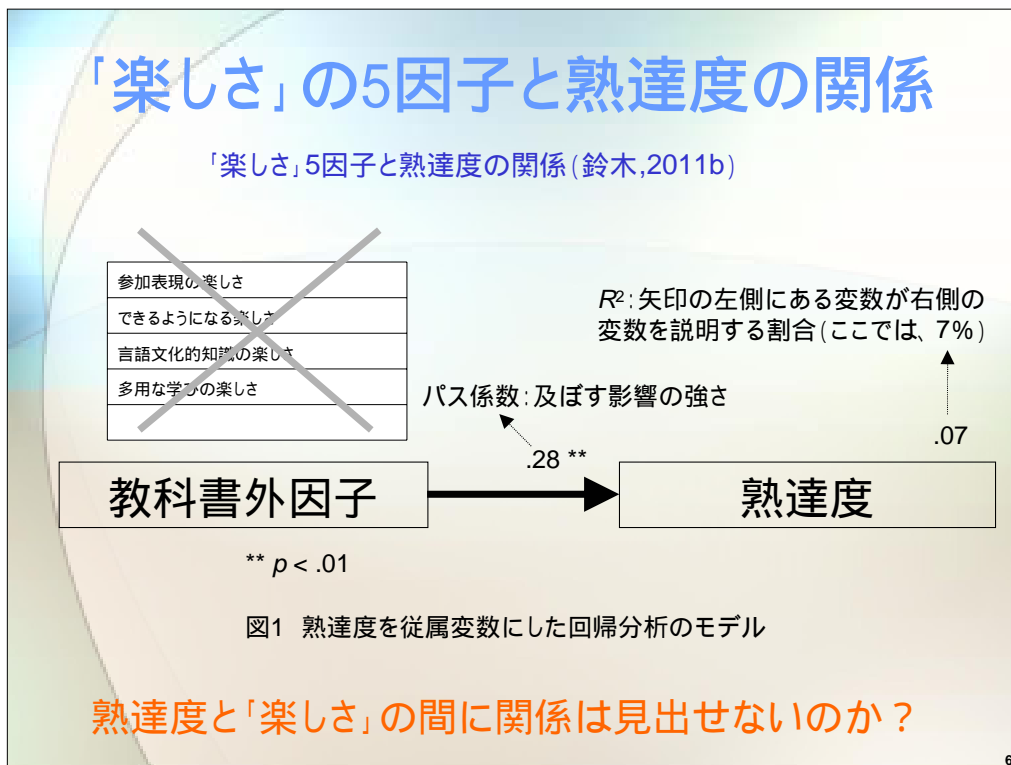 「楽しさ」の5因子と熟達度の関係
「楽しさ」5因子と熟達度の関係(鈴木,2011b)
参加表現の楽しさ
できるようになる楽しさ
言語文化的知識の楽しさ
多用な学びの楽しさ
R²:矢印の左側にある変数が右側の
変数を説明する割合(ここでは、7%)
パス係数:及ぼす影響の強さ
.07
.28 **
教科書外因子
熟達度
** p < .01
図1 熟達度を従属変数にした回帰分析のモデル
熟達度と「楽しさ」の間に関係は見出せないのか?
6